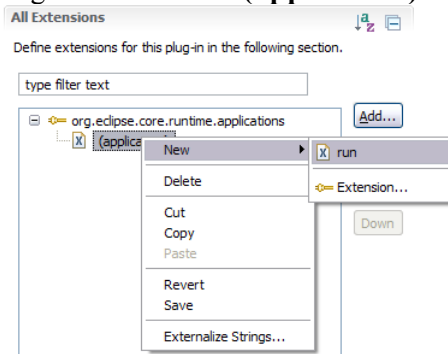 All Extensions
Define extensions for this plug-in in the following section.
type filter text
org.eclipse.core.runtime.applications
Add...
(applica
New
run
Delete
Extension...
Cut
Down
Copy
Paste
Revert
Save
Externalize Strings...